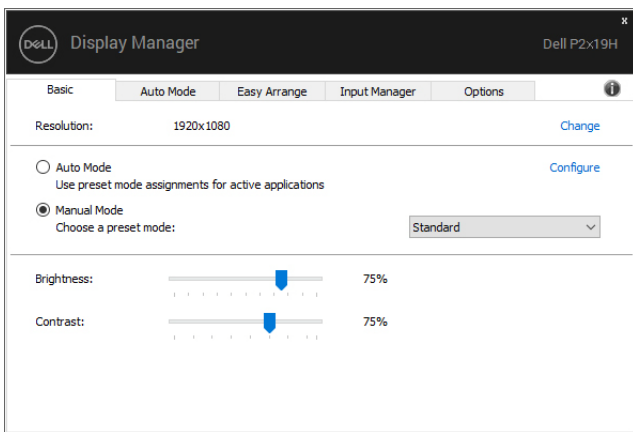 x
DELL Display Manager Dell P2x19H
Basic Auto Mode Easy Arrange Input Manager Options i
Resolution: 1920x1080 Change
Auto Mode Configure
Use preset mode assignments for active applications
Manual Mode
Choose a preset mode: Standard
Brightness: 75%
Contrast: 75%